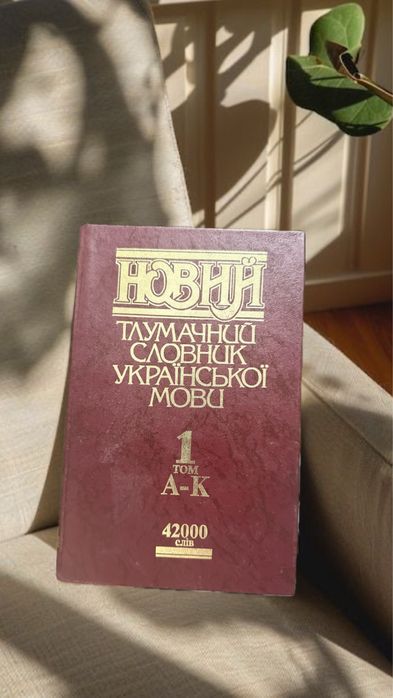 НОВИЙ
ТЛУМАЧНИЙ
СЛОВНИК
УКРАЇНСЬКОЇ
МОВИ
1
ТОМ
А-К
42000
слів